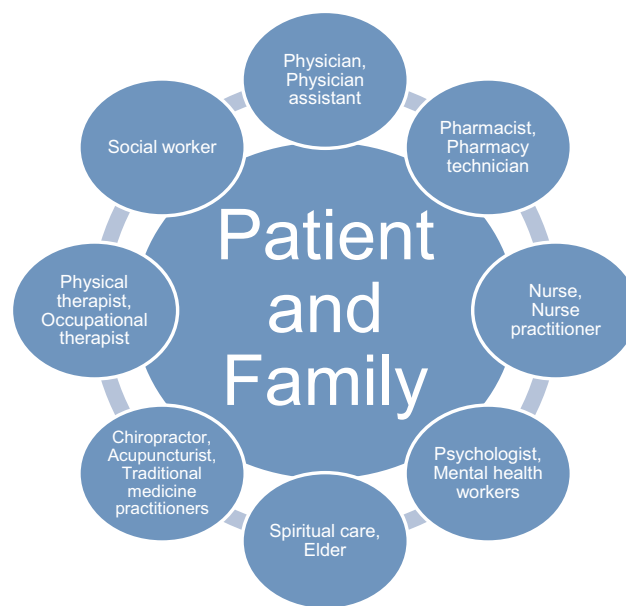 Physician,
Physician
assistant
Pharmacist,
Pharmacy
technician
Nurse,
Nurse
practitioner
Psychologist,
Mental health
workers
Spiritual care,
Elder
Chiropractor,
Acupuncturist,
Traditional
medicine
practitioners
Physical
therapist,
Occupational
therapist
Social worker
Patient
and
Family